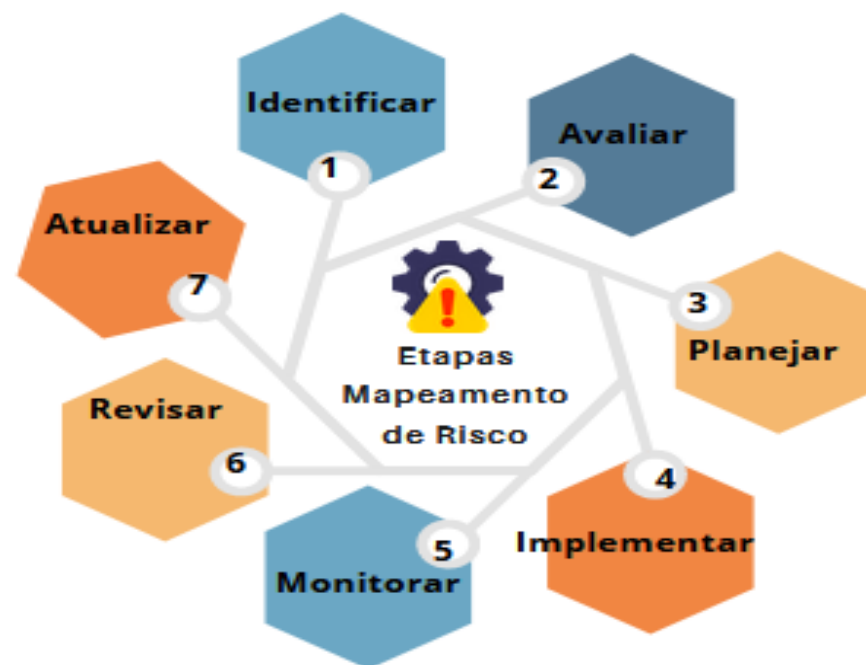 Etapas
Mapeamento
de Risco
1
Identificar
2
Avaliar
3
Planejar
4
Implementar
5
Monitorar
6
Revisar
7
Atualizar